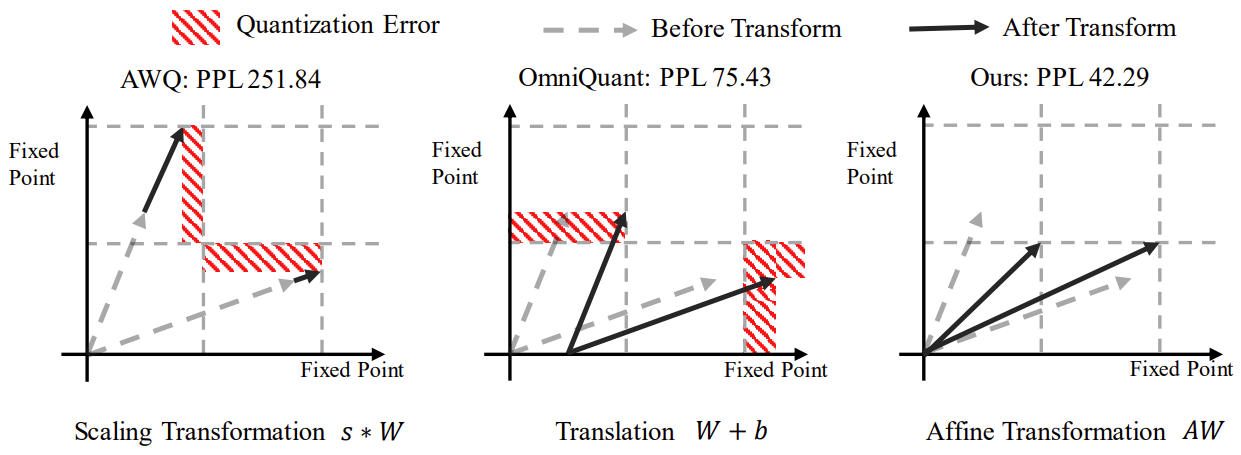 Quantization Error
Before Transform
After Transform
AWQ: PPL 251.84
OmniQuant: PPL 75.43
Ours: PPL 42.29
Fixed
Point
Fixed Point
Fixed
Point
Fixed Point
Fixed
Point
Fixed Point
Scaling Transformation s ∗ W
Translation W + b
Affine Transformation AW